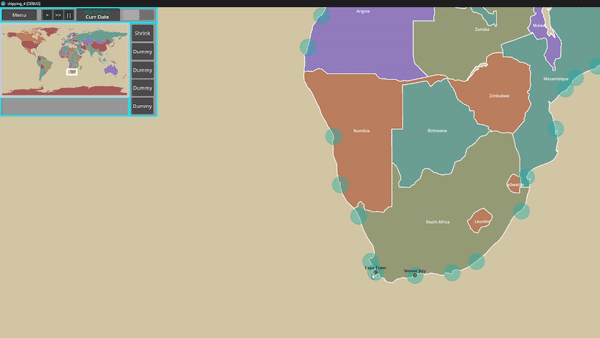 shipping_4 (DEBUG)
Menu
>
>>
||
Curr Date
Shrink
Dummy
Dummy
Dummy
Dummy
Angola
Zambia
Malawi
Mozambique
Zimbabwe
Namibia
Botswana
eSwatini
South Africa
Lesotho
Cape Town
Mossel Bay